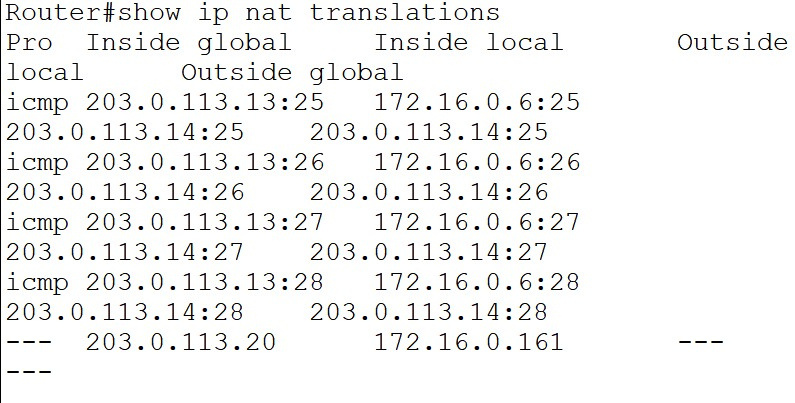 Router#show ip nat translations
Pro  Inside global     Inside local       Outside
local      Outside global
icmp 203.0.113.13:25   172.16.0.6:25
203.0.113.14:25    203.0.113.14:25
icmp 203.0.113.13:26   172.16.0.6:26
203.0.113.14:26    203.0.113.14:26
icmp 203.0.113.13:27   172.16.0.6:27
203.0.113.14:27    203.0.113.14:27
icmp 203.0.113.13:28   172.16.0.6:28
203.0.113.14:28    203.0.113.14:28
---  203.0.113.20      172.16.0.161       ---
---